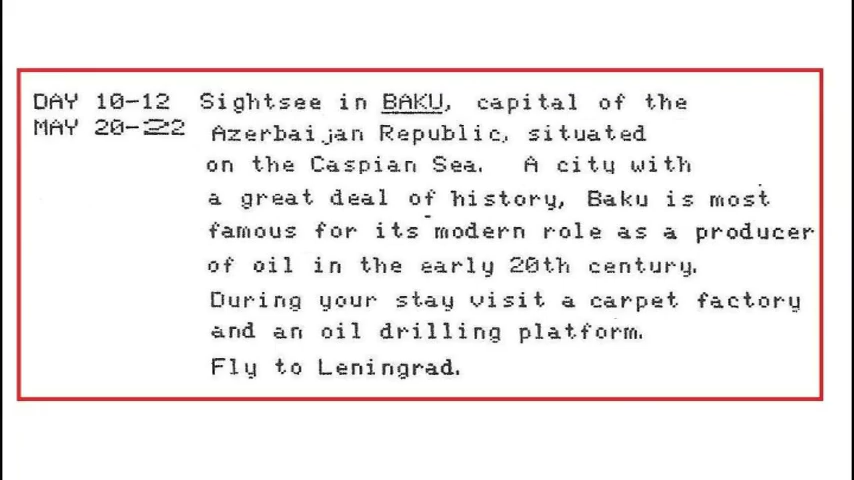 DAY 10-12 Sightsee in BAKU, capital of the
MAY 20-22 Azerbaijan Republic, situated
on the Caspian Sea. A city with
a great deal of history, Baku is most
famous for its modern role as a producer
of oil in the early 20th century.
During your stay visit a carpet factory
and an oil drilling platform.
Fly to Leningrad.